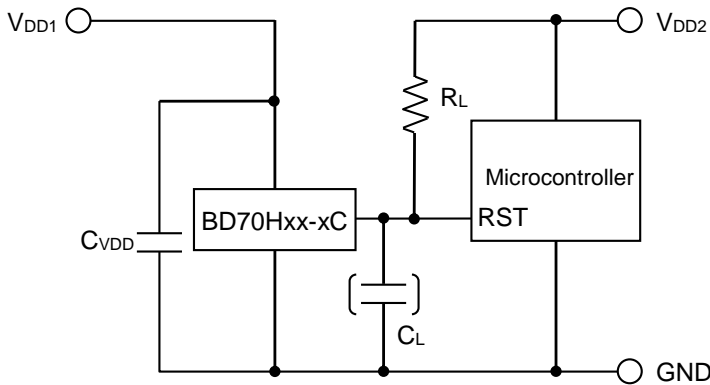 VDD1
VDD2
RL
Microcontroller
BD70Hxx-xC
RST
CVDD
CL
GND